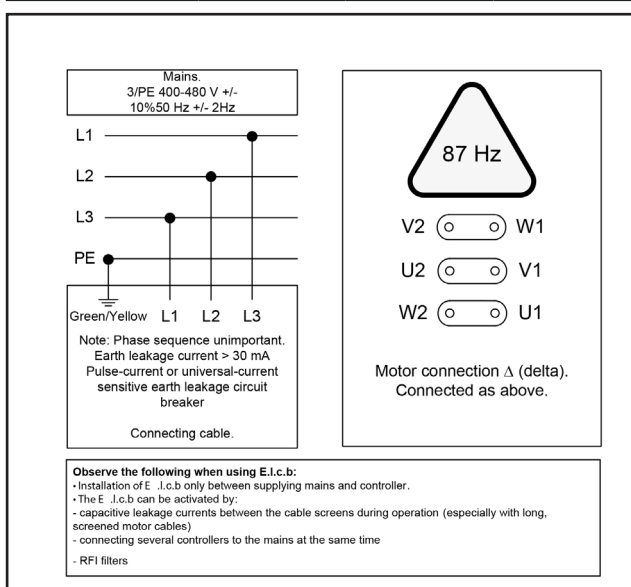 Mains.
3/PE 400-480 V +/-
10%50 Hz +/- 2Hz
L1
L2
L3
PE
Green/Yellow L1 L2 L3
Note: Phase sequence unimportant.
Earth leakage current > 30 mA
Pulse-current or universal-current
sensitive earth leakage circuit
breaker
Connecting cable.
87 Hz
V2 W1
U2 V1
W2 U1
Motor connection Δ (delta).
Connected as above.
Observe the following when using E.l.c.b:
• Installation of E .l.c.b only between supplying mains and controller.
• The E .l.c.b can be activated by:
- capacitive leakage currents between the cable screens during operation (especially with long,
screened motor cables)
- connecting several controllers to the mains at the same time
- RFI filters